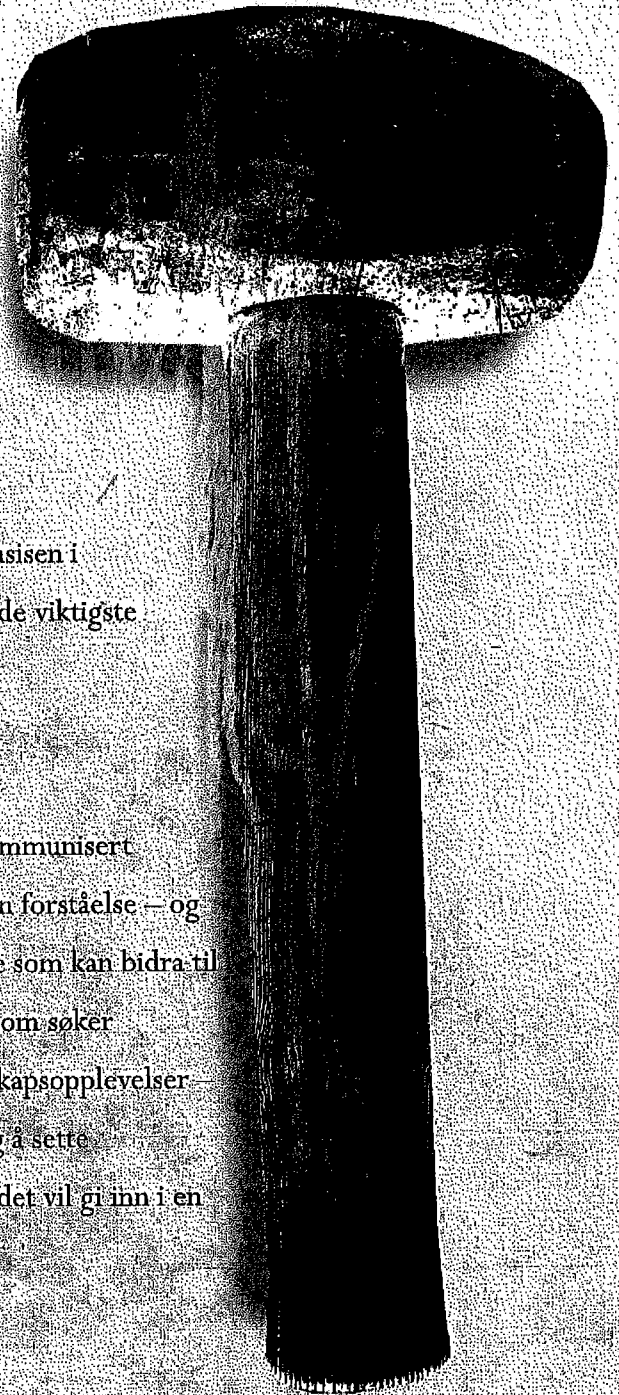 asisen i
de viktigste
mmunisert
n forståelse – og
e som kan bidra til
om søker
kapsopplevelser –
g å sette
det vil gi inn i en